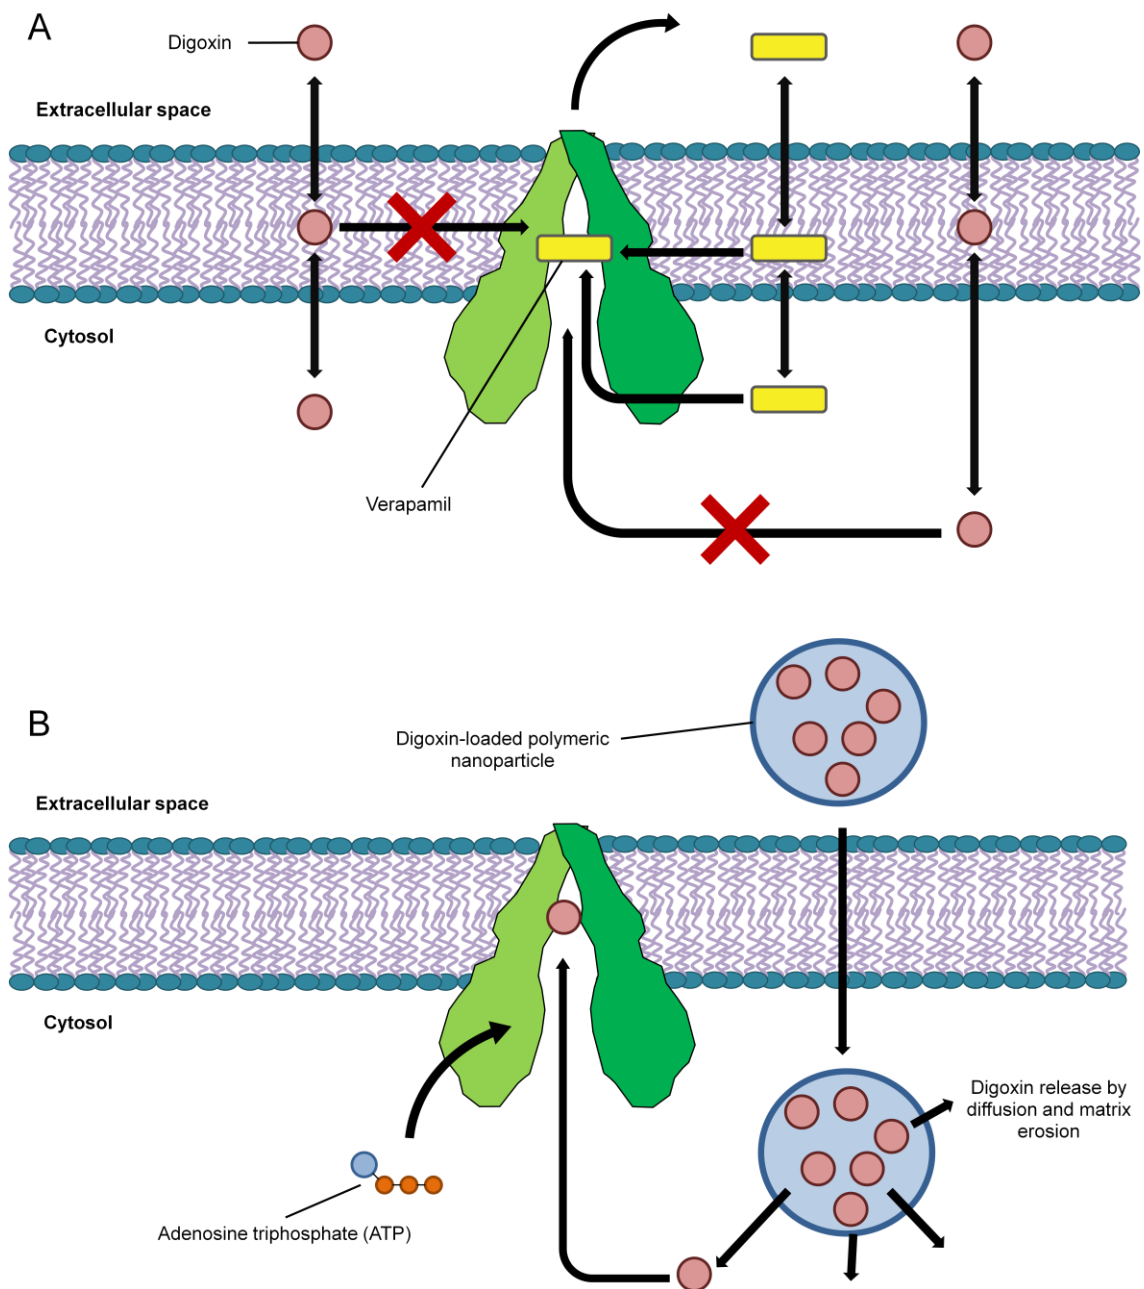 A
Digoxin
Extracellular space
Cytosol
Verapamil
B
Digoxin-loaded polymeric
nanoparticle
Extracellular space
Cytosol
Digoxin release by
diffusion and matrix
erosion
Adenosine triphosphate (ATP)